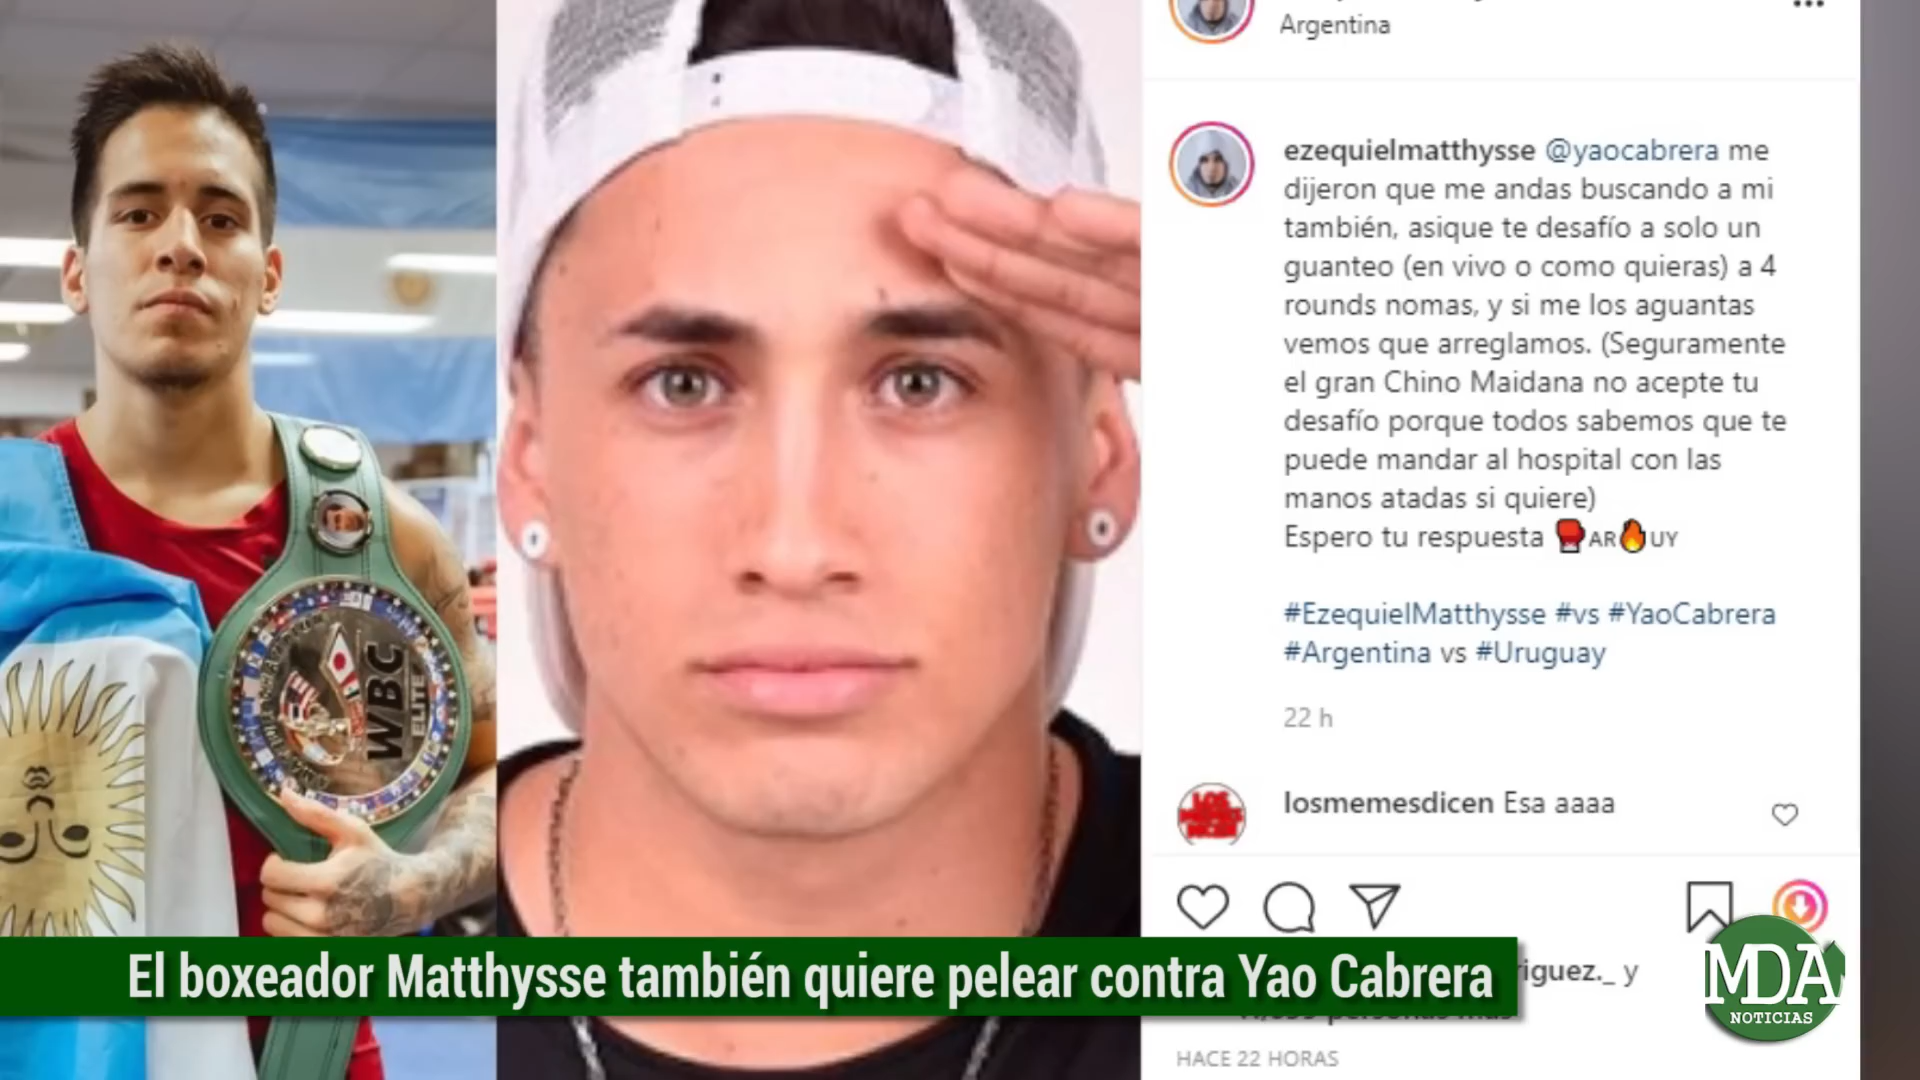 Argentina
ezequielmatthysse @yaocabrera me
dijeron que me andas buscando a mi
también, asique te desafío a solo un
guanteo (en vivo o como quieras) a 4
rounds nomas, y si me los aguantas
vemos que arreglamos. (Seguramente
el gran Chino Maidana no acepte tu
desafío porque todos sabemos que te
puede mandar al hospital con las
manos atadas si quiere)
Espero tu respuesta 🥊AR🔥UY
#EzequielMatthysse #vs #YaoCabrera
#Argentina vs #Uruguay
22 h
LOS
losmemesdicen Esa aaaa
riguez._ y
HACE 22 HORAS
WBC
ELITE
El boxeador Matthysse también quiere pelear contra Yao Cabrera
MDA
NOTICIAS